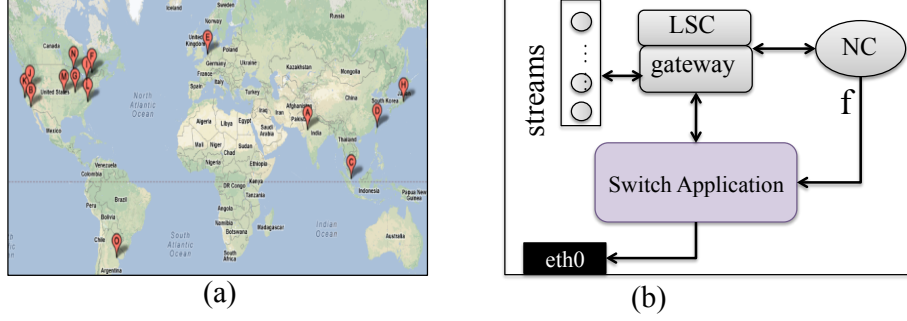 Iceland
Sweden
Norway
Finland
Russia
Canada
United Kingdom
Poland
Germany
Ukraine
France
Italy
Spain
Turkey
Kazakhstan
Mongolia
China
South Korea
Afghanistan
Pakistan
India
Thailand
Iraq
Iran
United States
Mexico
North Atlantic Ocean
Algeria
Libya
Egypt
Saudi Arabia
Mali
Niger
Sudan
Chad
Nigeria
Ethiopia
DR Congo
Kenya
Tanzania
Angola
Namibia
Botswana
Madagascar
South Africa
Venezuela
Colombia
Peru
Brazil
Bolivia
Chile
Argentina
South Atlantic Ocean
Indian Ocean
Indonesia
Papua New Guinea
Australia
N
F
J
I
K
B
M
G
L
E
A
H
D
C
O
(a)
streams
LSC
gateway
NC
f
Switch Application
eth0
(b)